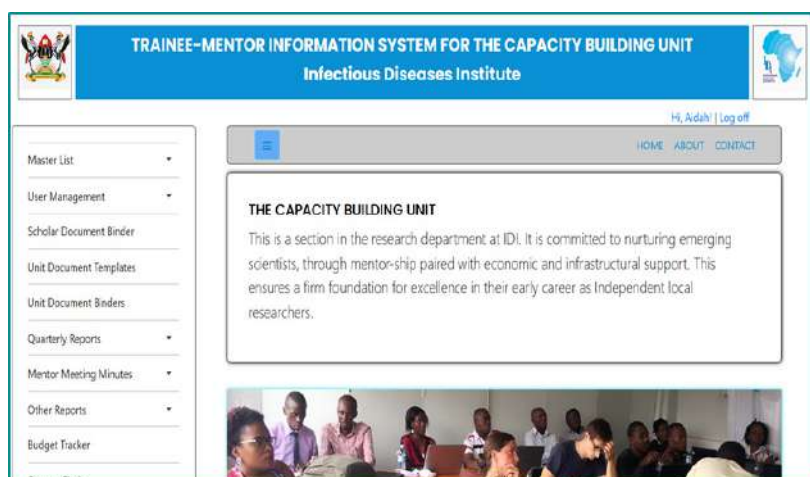 TRAINEE-MENTOR INFORMATION SYSTEM FOR THE CAPACITY BUILDING UNIT
Infectious Diseases Institute
Hi, Aidah! | Log off
HOME ABOUT CONTACT
Master List
User Management
Scholar Document Binder
Unit Document Templates
Unit Document Binders
Quarterly Reports
Mentor Meeting Minutes
Other Reports
Budget Tracker
THE CAPACITY BUILDING UNIT
This is a section in the research department at IDI. It is committed to nurturing emerging
scientists, through mentor-ship paired with economic and infrastructural support. This
ensures a firm foundation for excellence in their early career as Independent local
researchers.